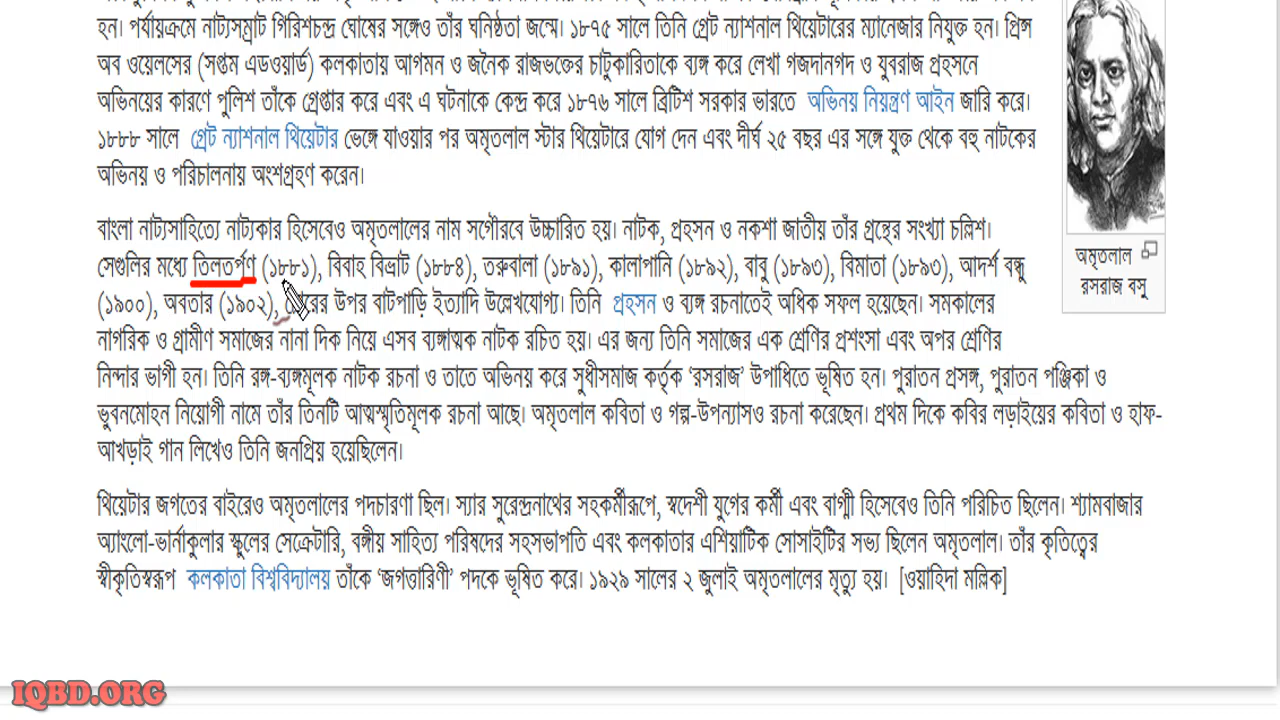 হন। পর্যায়ক্রমে নাট্যসম্রাট গিরিশচন্দ্র ঘোষের সঙ্গেও তাঁর ঘনিষ্ঠতা জন্মে। ১৮৭৫ সালে তিনি গ্রেট ন্যাশনাল থিয়েটারের ম্যানেজার নিযুক্ত হন। প্রিন্স
অব ওয়েলসের (সপ্তম এডওয়ার্ড) কলকাতায় আগমন ও জনৈক রাজভক্তের চাটুকারিতাকে ব্যঙ্গ করে লেখা গজদানগদ ও যুবরাজ প্রহসনে
অভিনয়ের কারণে পুলিশ তাঁকে গ্রেপ্তার করে এবং এ ঘটনাকে কেন্দ্র করে ১৮৭৬ সালে ব্রিটিশ সরকার ভারতে অভিনয় নিয়ন্ত্রণ আইন জারি করে।
১৮৮৮ সালে গ্রেট ন্যাশনাল থিয়েটার ভেঙ্গে যাওয়ার পর অমৃতলাল স্টার থিয়েটারে যোগ দেন এবং দীর্ঘ ২৫ বছর এর সঙ্গে যুক্ত থেকে বহু নাটকের
অভিনয় ও পরিচালনায় অংশগ্রহণ করেন।
বাংলা নাট্যসাহিত্যে নাট্যকার হিসেবেও অমৃতলালের নাম সগৌরবে উচ্চারিত হয়। নাটক, প্রহসন ও নকশা জাতীয় তাঁর গ্রন্থের সংখ্যা চল্লিশ।
সেগুলির মধ্যে তিলতর্পণ (১৮৮১), বিবাহ বিভ্রাট (১৮৮৪), তরুবালা (১৮৯১), কালাপানি (১৮৯২), বাবু (১৮৯৩), বিমাতা (১৮৯৩), আদর্শ বন্ধু
(১৯০০), অবতার (১৯০২), উপর বাটপাড়ি ইত্যাদি উল্লেখযোগ্য। তিনি প্রহসন ও ব্যঙ্গ রচনাতেই অধিক সফল হয়েছেন। সমকালের
নাগরিক ও গ্রামীণ সমাজের নানা দিক নিয়ে এসব ব্যঙ্গাত্মক নাটক রচিত হয়। এর জন্য তিনি সমাজের এক শ্রেণির প্রশংসা এবং অপর শ্রেণির
নিন্দার ভাগী হন। তিনি রঙ্গ-ব্যঙ্গমূলক নাটক রচনা ও তাতে অভিনয় করে সুধীসমাজ কর্তৃক ‘রসরাজ’ উপাধিতে ভূষিত হন। পুরাতন প্রসঙ্গ, পুরাতন পঞ্জিকা ও
ভুবনমোহন নিয়োগী নামে তাঁর তিনটি আত্মস্মৃতিমূলক রচনা আছে। অমৃতলাল কবিতা ও গল্প-উপন্যাসও রচনা করেছেন। প্রথম দিকে কবির লড়াইয়ের কবিতা ও হাফ-
আখড়াই গান লিখেও তিনি জনপ্রিয় হয়েছিলেন।
থিয়েটার জগতের বাইরেও অমৃতলালের পদচারণা ছিল। স্যার সুরেন্দ্রনাথের সহকর্মীরূপে, স্বদেশী যুগের কর্মী এবং বাগ্মী হিসেবেও তিনি পরিচিত ছিলেন। শ্যামবাজার
অ্যাংলো-ভার্নাকুলার স্কুলের সেক্রেটারি, বঙ্গীয় সাহিত্য পরিষদের সহসভাপতি এবং কলকাতার এশিয়াটিক সোসাইটির সভ্য ছিলেন অমৃতলাল। তাঁর কৃতিত্বের
স্বীকৃতিস্বরূপ কলকাতা বিশ্ববিদ্যালয় তাঁকে ‘জগত্তারিণী’ পদকে ভূষিত করে। ১৯২৯ সালের ২ জুলাই অমৃতলালের মৃত্যু হয়। [ওয়াহিদা মল্লিক]
অমৃতলাল
রসরাজ বসু
IQBD.ORG